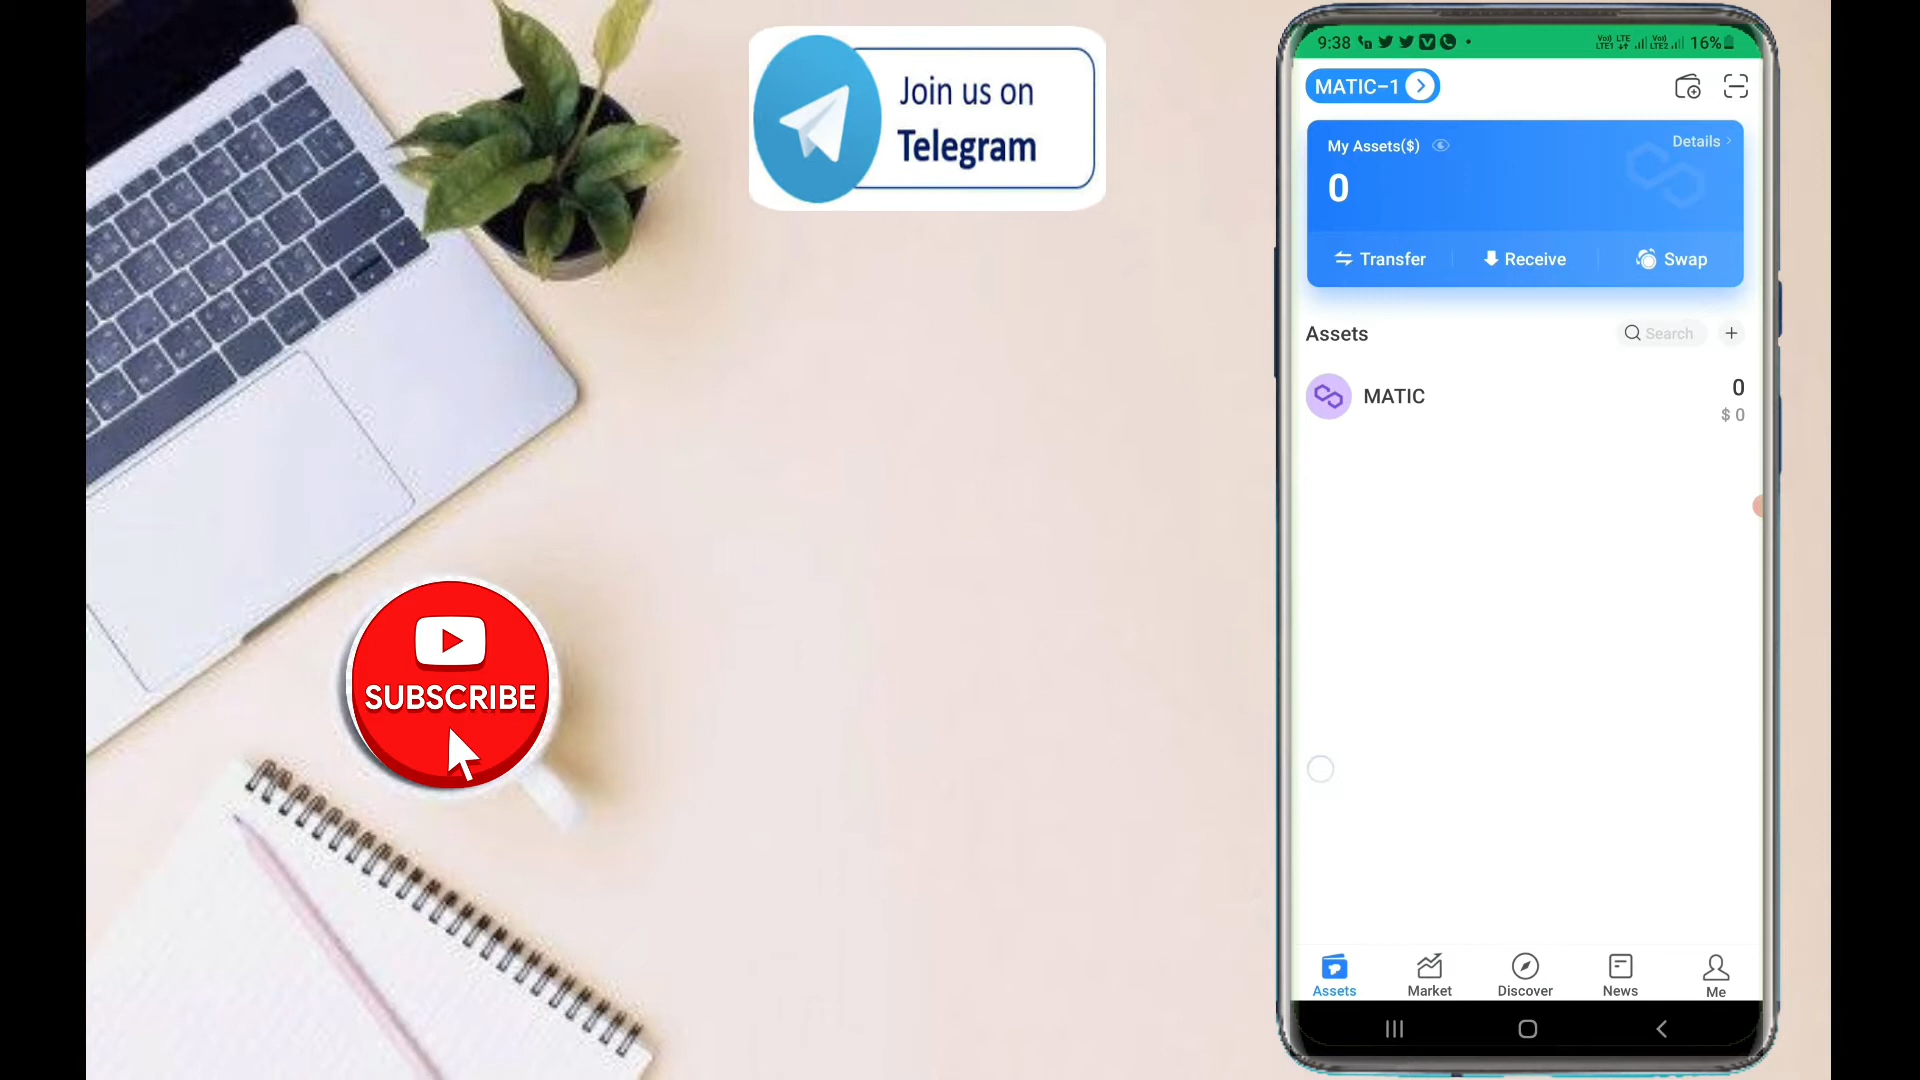 Join us on
Telegram
SUBSCRIBE
9:38
16%
MATIC-1
My Assets($)
Details >
0
Transfer
Receive
Swap
Assets
Search
MATIC
0
$ 0
Assets
Market
Discover
News
Me